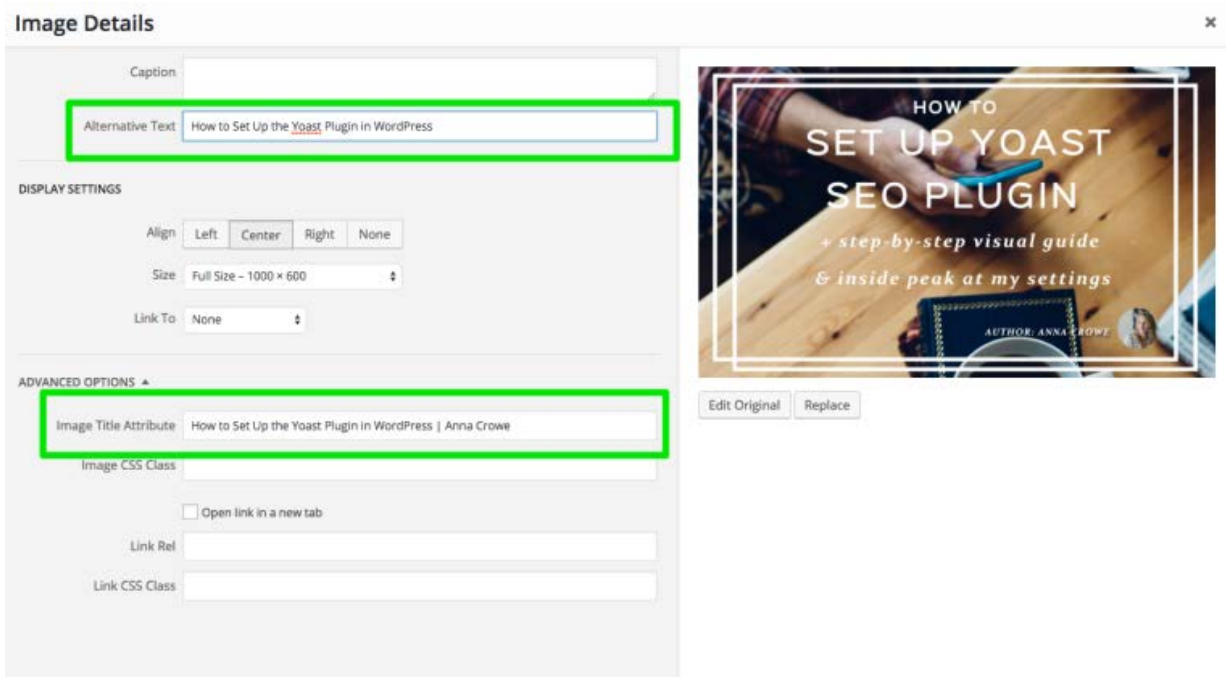 Image Details
×
Caption
Alternative Text How to Set Up the Yoast Plugin in WordPress
DISPLAY SETTINGS
Align Left Center Right None
Size Full Size – 1000 × 600
Link To None
ADVANCED OPTIONS ▲
Image Title Attribute How to Set Up the Yoast Plugin in WordPress | Anna Crowe
Image CSS Class
Open link in a new tab
Link Rel
Link CSS Class
HOW TO
SET UP YOAST
SEO PLUGIN
+ step-by-step visual guide
& inside peak at my settings
AUTHOR: ANNA CROWE
Edit Original Replace